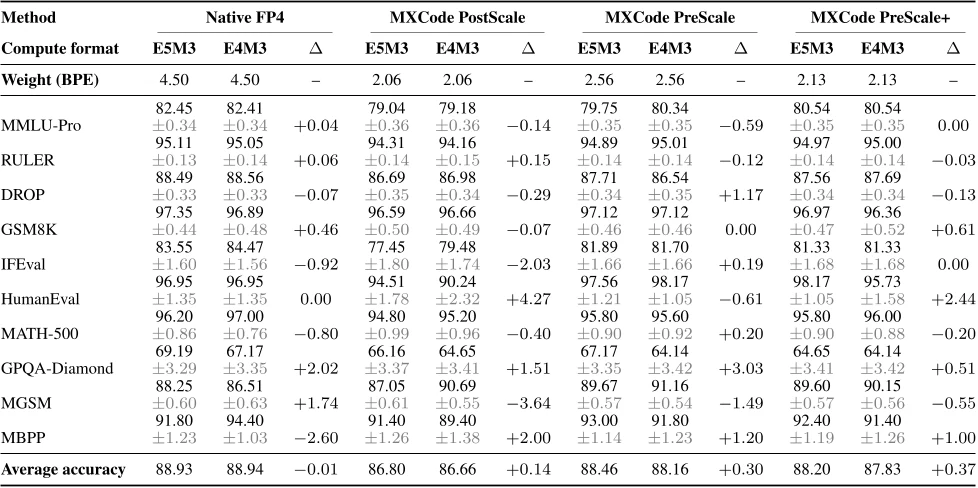 Method Native FP4 MXCode PostScale MXCode PreScale MXCode PreScale+
Compute format E5M3 E4M3 Δ E5M3 E4M3 Δ E5M3 E4M3 Δ E5M3 E4M3 Δ
Weight (BPE) 4.50 4.50 – 2.06 2.06 – 2.56 2.56 – 2.13 2.13 –
82.45 82.41 79.04 79.18 79.75 80.34 80.54 80.54
MMLU-Pro ±0.34 ±0.34 +0.04 ±0.36 ±0.36 −0.14 ±0.35 ±0.35 −0.59 ±0.35 ±0.35 0.00
95.11 95.05 94.31 94.16 94.89 95.01 94.97 95.00
RULER ±0.13 ±0.14 +0.06 ±0.14 ±0.15 +0.15 ±0.14 ±0.14 −0.12 ±0.14 ±0.14 −0.03
88.49 88.56 86.69 86.98 87.71 86.54 87.56 87.69
DROP ±0.33 ±0.33 −0.07 ±0.35 ±0.34 −0.29 ±0.34 ±0.35 +1.17 ±0.34 ±0.34 −0.13
97.35 96.89 96.59 96.66 97.12 97.12 96.97 96.36
GSM8K ±0.44 ±0.48 +0.46 ±0.50 ±0.49 −0.07 ±0.46 ±0.46 0.00 ±0.47 ±0.52 +0.61
83.55 84.47 77.45 79.48 81.89 81.70 81.33 81.33
IFEval ±1.60 ±1.56 −0.92 ±1.80 ±1.74 −2.03 ±1.66 ±1.66 +0.19 ±1.68 ±1.68 0.00
96.95 96.95 94.51 90.24 97.56 98.17 98.17 95.73
HumanEval ±1.35 ±1.35 0.00 ±1.78 ±2.32 +4.27 ±1.21 ±1.05 −0.61 ±1.05 ±1.58 +2.44
96.20 97.00 94.80 95.20 95.80 95.60 95.80 96.00
MATH-500 ±0.86 ±0.76 −0.80 ±0.99 ±0.96 −0.40 ±0.90 ±0.92 +0.20 ±0.90 ±0.88 −0.20
69.19 67.17 66.16 64.65 67.17 64.14 64.65 64.14
GPQA-Diamond ±3.29 ±3.35 +2.02 ±3.37 ±3.41 +1.51 ±3.35 ±3.42 +3.03 ±3.41 ±3.42 +0.51
88.25 86.51 87.05 90.69 89.67 91.16 89.60 90.15
MGSM ±0.60 ±0.63 +1.74 ±0.61 ±0.55 −3.64 ±0.57 ±0.54 −1.49 ±0.57 ±0.56 −0.55
91.80 94.40 91.40 89.40 93.00 91.80 92.40 91.40
MBPP ±1.23 ±1.03 −2.60 ±1.26 ±1.38 +2.00 ±1.14 ±1.23 +1.20 ±1.19 ±1.26 +1.00
Average accuracy 88.93 88.94 −0.01 86.80 86.66 +0.14 88.46 88.16 +0.30 88.20 87.83 +0.37